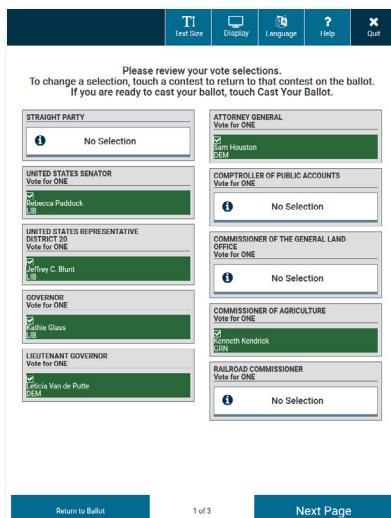 Text Size
Display
Language
Help
Quit
Please review your vote selections.
To change a selection, touch a contest to return to that contest on the ballot.
If you are ready to cast your ballot, touch Cast Your Ballot.
STRAIGHT PARTY
No Selection
UNITED STATES SENATOR
Vote for ONE
Rebecca Paddock
LIB
UNITED STATES REPRESENTATIVE
DISTRICT 20
Vote for ONE
Jeffrey C. Blunt
LIB
GOVERNOR
Vote for ONE
Kathie Glass
LIB
LIEUTENANT GOVERNOR
Vote for ONE
Leticia Van de Putte
DEM
ATTORNEY GENERAL
Vote for ONE
Sam Houston
DEM
COMPTROLLER OF PUBLIC ACCOUNTS
Vote for ONE
No Selection
COMMISSIONER OF THE GENERAL LAND
OFFICE
Vote for ONE
No Selection
COMMISSIONER OF AGRICULTURE
Vote for ONE
Kenneth Kendrick
GRN
RAILROAD COMMISSIONER
Vote for ONE
No Selection
Return to Ballot
1 of 3
Next Page